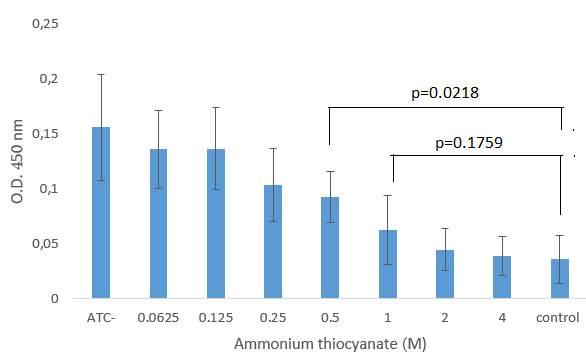 0,25
0,2
0,15
0,1
0,05
0
O.D. 450 nm
p=0.0218
p=0.1759
ATC- 0.0625 0.125 0.25 0.5 1 2 4 control
Ammonium thiocyanate (M)